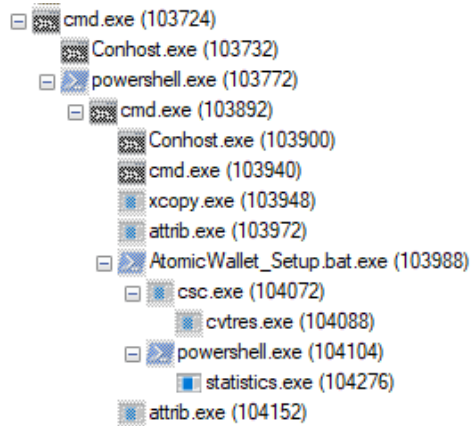 cmd.exe (103724)
Conhost.exe (103732)
powershell.exe (103772)
cmd.exe (103892)
Conhost.exe (103900)
cmd.exe (103940)
xcopy.exe (103948)
attrib.exe (103972)
AtomicWallet_Setup.bat.exe (103988)
csc.exe (104072)
cvtres.exe (104088)
powershell.exe (104104)
statistics.exe (104276)
attrib.exe (104152)